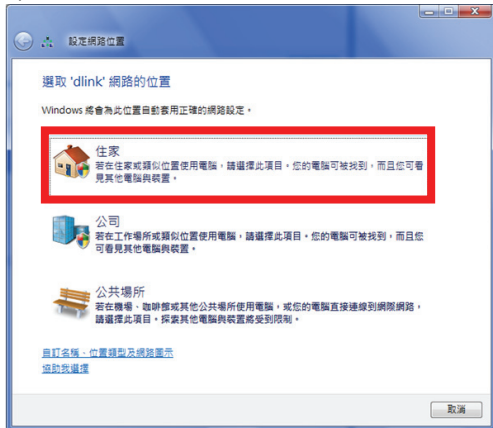 設定網路位置
選取 'dlink' 網路的位置
Windows 將會為此位置自動套用正確的網路設定。
住家
若在住家或類似位置使用電腦，請選擇此項目。您的電腦可被找到，而且您可看
見其他電腦與裝置。
公司
若在工作場所或類似位置使用電腦，請選擇此項目。您的電腦可被找到，而且您
可看見其他電腦與裝置。
公共場所
若在機場、咖啡館或其他公共場所使用電腦，或您的電腦直接連線到網際網路，
請選擇此項目。探索其他電腦與裝置將受到限制。
自訂名稱、位置類型及網路圖示
協助我選擇
取消